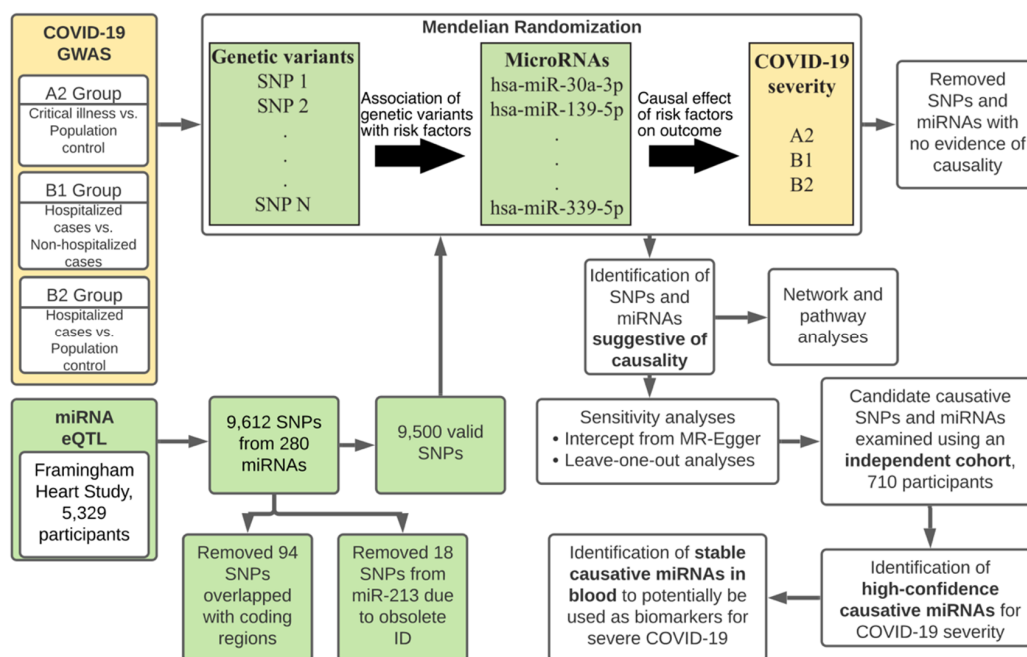 COVID-19
GWAS
A2 Group
Critical illness vs.
Population
control
B1 Group
Hospitalized
cases vs.
Non-hospitalized
cases
B2 Group
Hospitalized
cases vs.
Population
control
Mendelian Randomization
Genetic variants
SNP 1
SNP 2
.
.
.
SNP N
Association of
genetic variants
with risk factors
MicroRNAs
hsa-miR-30a-3p
hsa-miR-139-5p
.
.
.
hsa-miR-339-5p
Causal effect
of risk factors
on outcome
COVID-19
severity
A2
B1
B2
Removed
SNPs and
miRNAs with
no evidence of
causality
Identification of
SNPs and
miRNAs
suggestive of
causality
Network and
pathway
analyses
miRNA
eQTL
Framingham
Heart Study,
5,329
participants
9,612 SNPs
from 280
miRNAs
9,500 valid
SNPs
Removed 94
SNPs
overlapped
with coding
regions
Removed 18
SNPs from
miR-213 due
to obsolete
ID
Sensitivity analyses
• Intercept from MR-Egger
• Leave-one-out analyses
Candidate causative
SNPs and miRNAs
examined using an
independent cohort,
710 participants
Identification of
high-confidence
causative miRNAs for
COVID-19 severity
Identification of stable
causative miRNAs in
blood to potentially be
used as biomarkers for
severe COVID-19